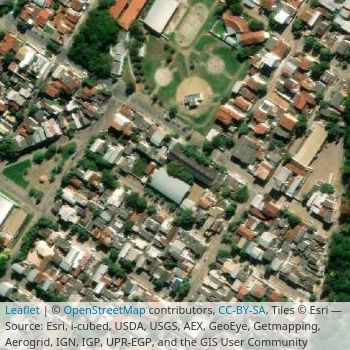 Leaflet | © OpenStreetMap contributors, CC-BY-SA, Tiles © Esri —
Source: Esri, i-cubed, USDA, USGS, AEX, GeoEye, Getmapping,
Aerogrid, IGN, IGP, UPR-EGP, and the GIS User Community